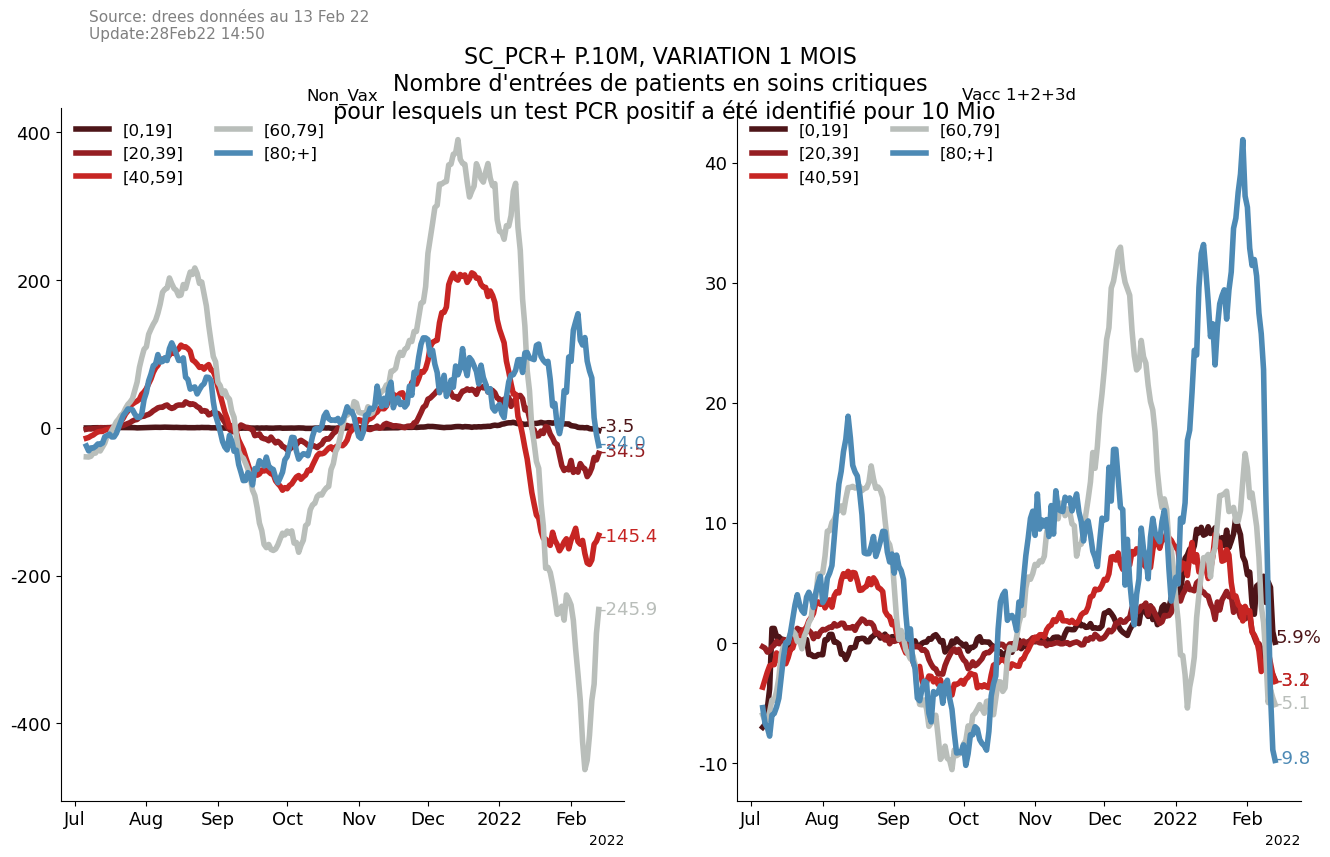 Source: drees données au 13 Feb 22
Update:28Feb22 14:50
SC_PCR+ P.10M, VARIATION 1 MOIS
Nombre d'entrées de patients en soins critiques
pour lesquels un test PCR positif a été identifié pour 10 Mio
Non_Vax
[0,19]
[20,39]
[40,59]
[60,79]
[80;+]
400
200
0
-200
-400
-3.5
-24.0
-34.5
-145.4
-245.9
Jul
Aug
Sep
Oct
Nov
Dec
2022
Feb
2022
Vacc 1+2+3d
[0,19]
[20,39]
[40,59]
[60,79]
[80;+]
40
30
20
10
0
-10
5.9%
-5.1
-9.8
Jul
Aug
Sep
Oct
Nov
Dec
2022
Feb
2022